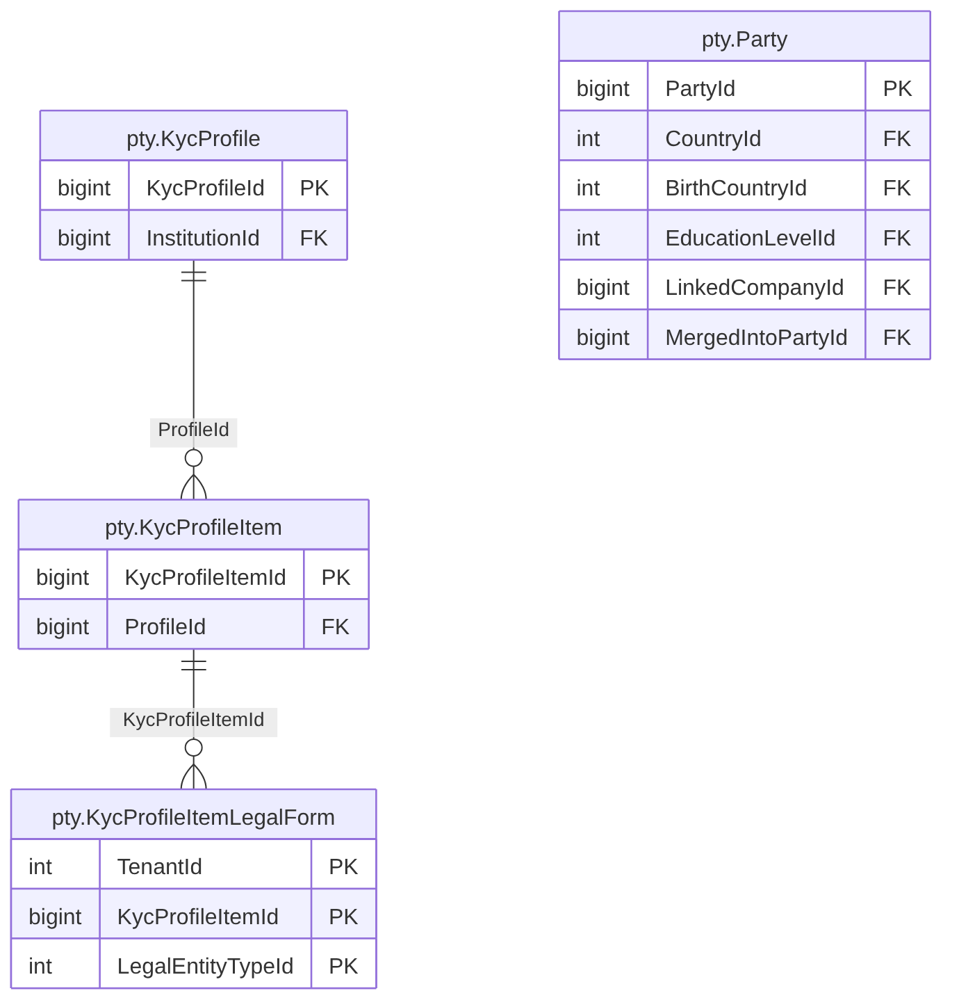 pty.Party
bigint PartyId PK
int CountryId FK
int BirthCountryId FK
int EducationLevelId FK
bigint LinkedCompanyId FK
bigint MergedIntoPartyId FK
pty.KycProfile
bigint KycProfileId PK
bigint InstitutionId FK
ProfileId
pty.KycProfileItem
bigint KycProfileItemId PK
bigint ProfileId FK
KycProfileItemId
pty.KycProfileItemLegalForm
int TenantId PK
bigint KycProfileItemId PK
int LegalEntityTypeId PK